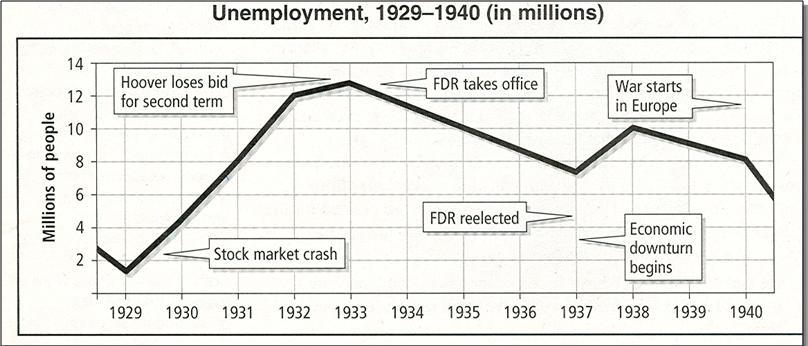 Unemployment, 1929–1940 (in millions)
Millions of people
14
12
10
8
6
4
2
Hoover loses bid
for second term
FDR takes office
War starts
in Europe
Stock market crash
FDR reelected
Economic
downturn
begins
1929 1930 1931 1932 1933 1934 1935 1936 1937 1938 1939 1940